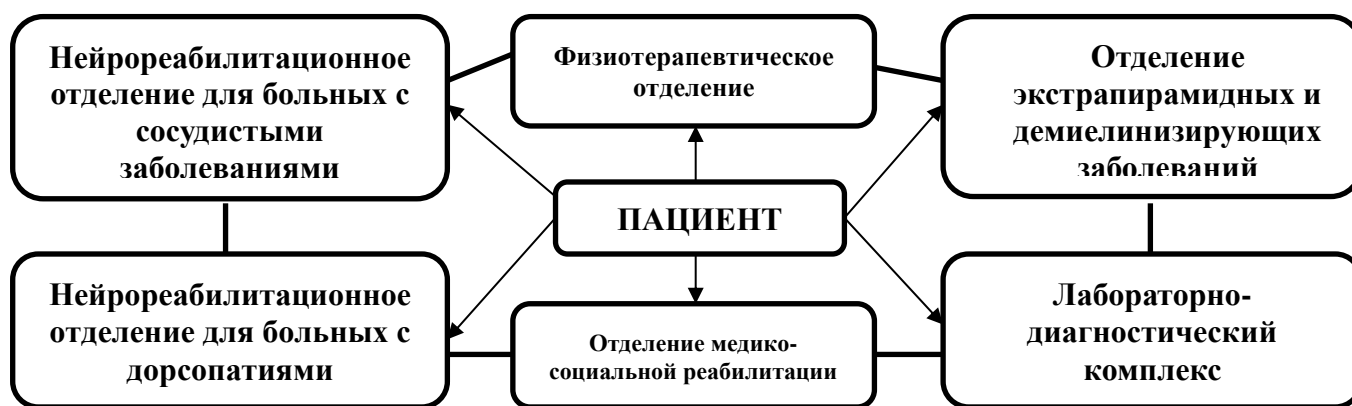 Нейрореабилитационное
отделение для больных с
сосудистыми
заболеваниями
Физиотерапевтическое
отделение
Отделение
экстрапирамидных и
демиелинизирующих
заболеваний
ПАЦИЕНТ
Нейрореабилитационное
отделение для больных с
дорсопатиями
Отделение медико-
социальной реабилитации
Лабораторно-
диагностический
комплекс